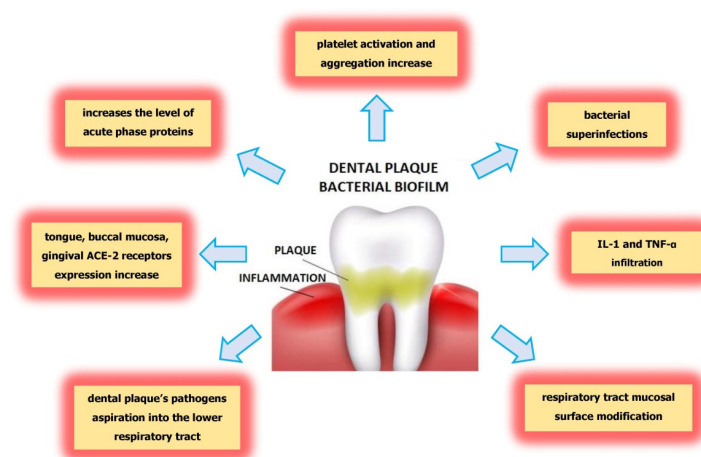 platelet activation and
aggregation increase
increases the level of
acute phase proteins
bacterial
superinfections
DENTAL PLAQUE
BACTERIAL BIOFILM
tongue, buccal mucosa,
gingival ACE-2 receptors
expression increase
PLAQUE
INFLAMMATION
IL-1 and TNF-α
infiltration
dental plaque's pathogens
aspiration into the lower
respiratory tract
respiratory tract mucosal
surface modification